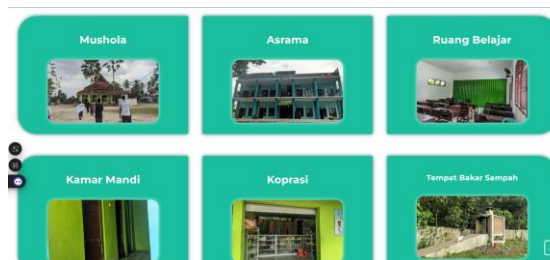 Mushola
Asrama
Ruang Belajar
Kamar Mandi
Koprasi
Tempat Bakar Sampah